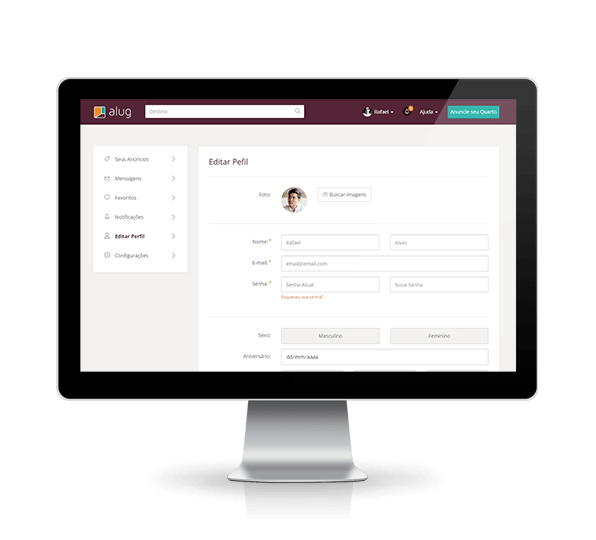 alug
Destino
Rafael
Ajuda
Anuncie seu Quarto
Seus Anúncios
Mensagens
Favoritos
Notificações
Editar Perfil
Configurações
Editar Pefil
Foto:
Buscar imagens
Nome:* Rafael Alves
E-mail:* email@email.com
Senha:* Senha Atual Nova Senha
Esqueceu sua senha?
Sexo: Masculino Feminino
Aniversário: dd/mm/aaaa